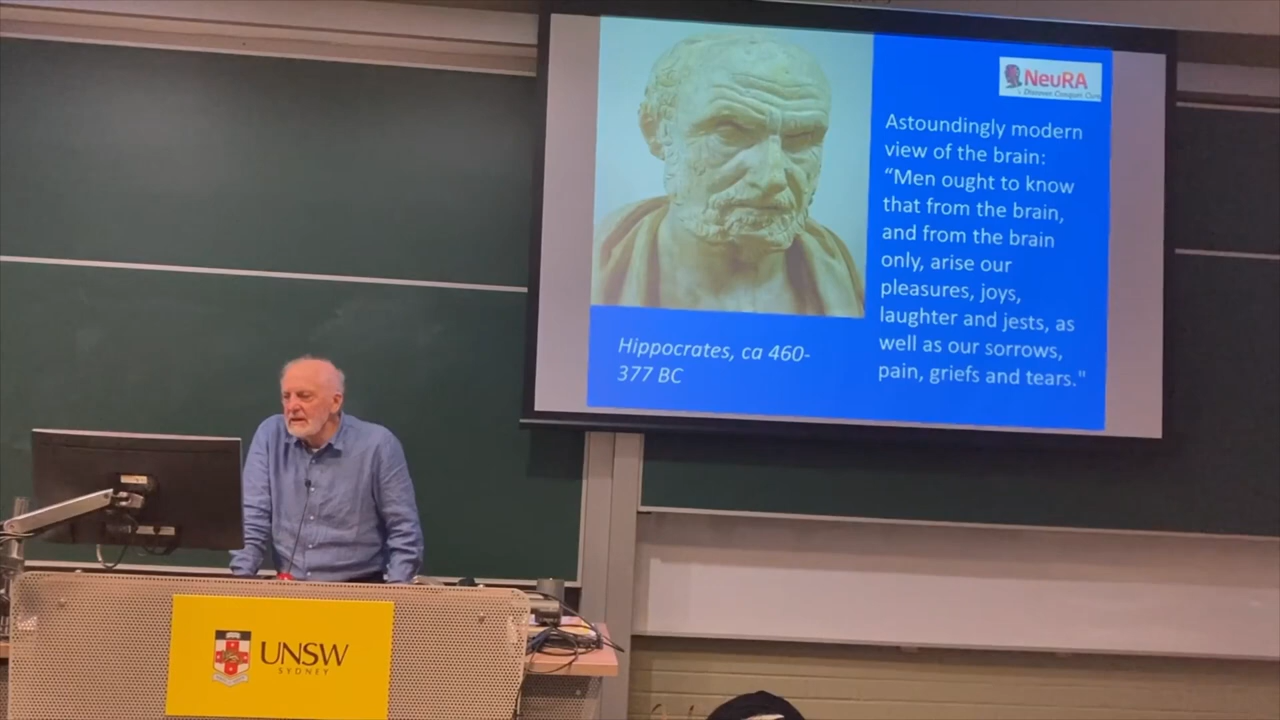 NeuRA
Discover. Conquer. Cure.
Astoundingly modern
view of the brain:
“Men ought to know
that from the brain,
and from the brain
only, arise our
pleasures, joys,
laughter and jests, as
well as our sorrows,
pain, griefs and tears."
Hippocrates, ca 460-
377 BC
UNSW
SYDNEY